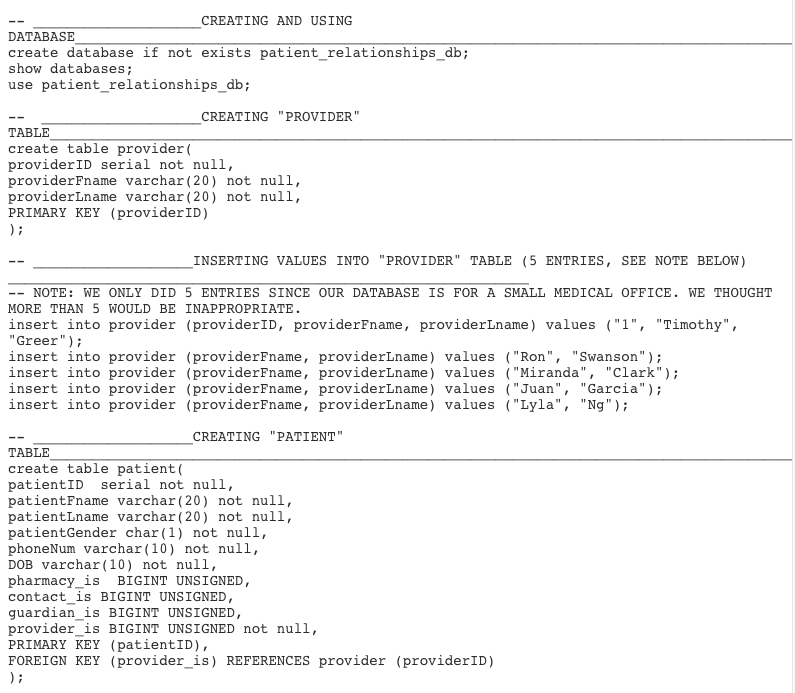 -- ____________________CREATING AND USING
DATABASE______________________________________________________________________________________
create database if not exists patient_relationships_db;
show databases;
use patient_relationships_db;
--  ___________________CREATING "PROVIDER"
TABLE_________________________________________________________________________________________
create table provider(
providerID serial not null,
providerFname varchar(20) not null,
providerLname varchar(20) not null,
PRIMARY KEY (providerID)
);
-- ___________________INSERTING VALUES INTO "PROVIDER" TABLE (5 ENTRIES, SEE NOTE BELOW)
______________________________________________________________
-- NOTE: WE ONLY DID 5 ENTRIES SINCE OUR DATABASE IS FOR A SMALL MEDICAL OFFICE. WE THOUGHT
MORE THAN 5 WOULD BE INAPPROPRIATE.
insert into provider (providerID, providerFname, providerLname) values ("1", "Timothy",
"Greer");
insert into provider (providerFname, providerLname) values ("Ron", "Swanson");
insert into provider (providerFname, providerLname) values ("Miranda", "Clark");
insert into provider (providerFname, providerLname) values ("Juan", "Garcia");
insert into provider (providerFname, providerLname) values ("Lyla", "Ng");
-- ___________________CREATING "PATIENT"
TABLE_________________________________________________________________________________________
create table patient(
patientID  serial not null,
patientFname varchar(20) not null,
patientLname varchar(20) not null,
patientGender char(1) not null,
phoneNum varchar(10) not null,
DOB varchar(10) not null,
pharmacy_is  BIGINT UNSIGNED,
contact_is BIGINT UNSIGNED,
guardian_is BIGINT UNSIGNED,
provider_is BIGINT UNSIGNED not null,
PRIMARY KEY (patientID),
FOREIGN KEY (provider_is) REFERENCES provider (providerID)
);